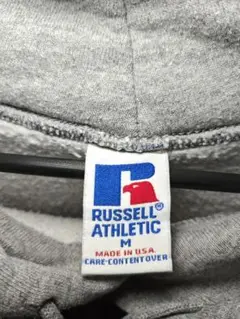 R
RUSSELL
ATHLETIC
M
MADE IN U.S.A.
CARE-CONTENT OVER